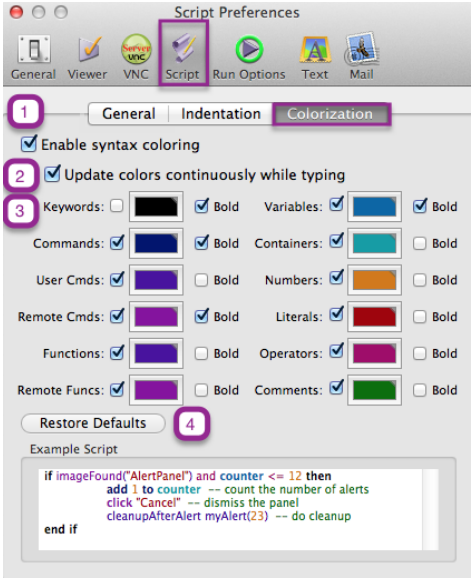 Script Preferences
Server
VNC
General Viewer VNC Script Run Options Text Mail
1
General Indentation Colorization
Enable syntax coloring
2
Update colors continuously while typing
3
Keywords: Bold Variables: Bold
Commands: Bold Containers: Bold
User Cmds: Bold Numbers: Bold
Remote Cmds: Bold Literals: Bold
Functions: Bold Operators: Bold
Remote Funcs: Bold Comments: Bold
Restore Defaults 4
Example Script
if imageFound("AlertPanel") and counter <= 12 then
add 1 to counter -- count the number of alerts
click "Cancel" -- dismiss the panel
cleanupAfterAlert myAlert(23) -- do cleanup
end if